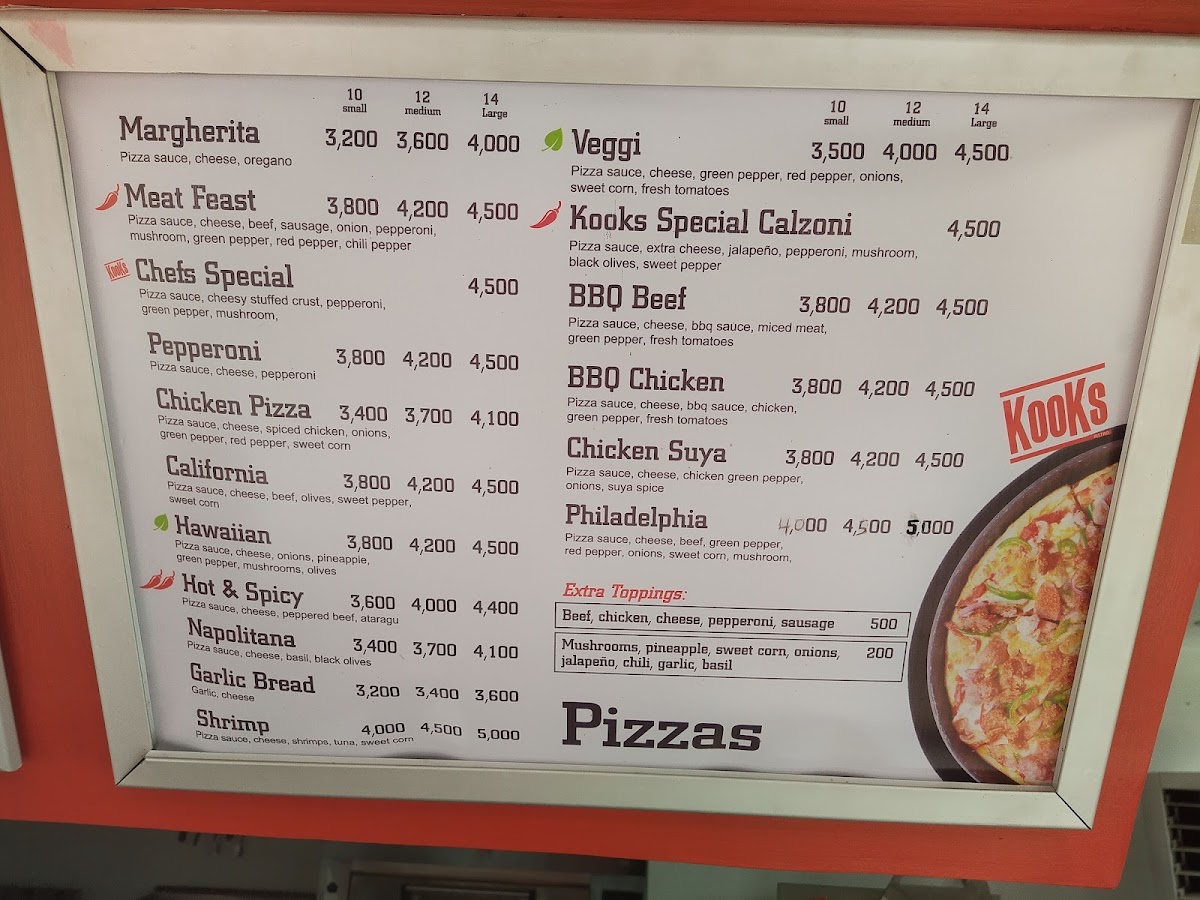 10 12 14
small medium Large
Margherita 3,200 3,600 4,000
Pizza sauce, cheese, oregano
Meat Feast 3,800 4,200 4,500
Pizza sauce, cheese, beef, sausage, onion, pepperoni,
mushroom, green pepper, red pepper, chili pepper
KooKs
Chefs Special 4,500
Pizza sauce, cheesy stuffed crust, pepperoni,
green pepper, mushroom,
Pepperoni 3,800 4,200 4,500
Pizza sauce, cheese, pepperoni
Chicken Pizza 3,400 3,700 4,100
Pizza sauce, cheese, spiced chicken, onions,
green pepper, red pepper, sweet corn
California 3,800 4,200 4,500
Pizza sauce, cheese, beef, olives, sweet pepper,
sweet corn
Hawaiian 3,800 4,200 4,500
Pizza sauce, cheese, onions, pineapple,
green pepper, mushrooms, olives
Hot & Spicy 3,600 4,000 4,400
Pizza sauce, cheese, peppered beef, ataragu
Napolitana 3,400 3,700 4,100
Pizza sauce, cheese, basil, black olives
Garlic Bread 3,200 3,400 3,600
Garlic, cheese
Shrimp 4,000 4,500 5,000
Pizza sauce, cheese, shrimps, tuna, sweet corn
10 12 14
small medium Large
Veggi 3,500 4,000 4,500
Pizza sauce, cheese, green pepper, red pepper, onions,
sweet corn, fresh tomatoes
Kooks Special Calzoni 4,500
Pizza sauce, extra cheese, jalapeño, pepperoni, mushroom,
black olives, sweet pepper
BBQ Beef 3,800 4,200 4,500
Pizza sauce, cheese, bbq sauce, miced meat,
green pepper, fresh tomatoes
BBQ Chicken 3,800 4,200 4,500
Pizza sauce, cheese, bbq sauce, chicken,
green pepper, fresh tomatoes
Chicken Suya 3,800 4,200 4,500
Pizza sauce, cheese, chicken green pepper,
onions, suya spice
Philadelphia 4,000 4,500 5,000
Pizza sauce, cheese, beef, green pepper,
red pepper, onions, sweet corn, mushroom,
Extra Toppings:
Beef, chicken, cheese, pepperoni, sausage 500
Mushrooms, pineapple, sweet corn, onions, 200
jalapeño, chili, garlic, basil
Pizzas
KooKs